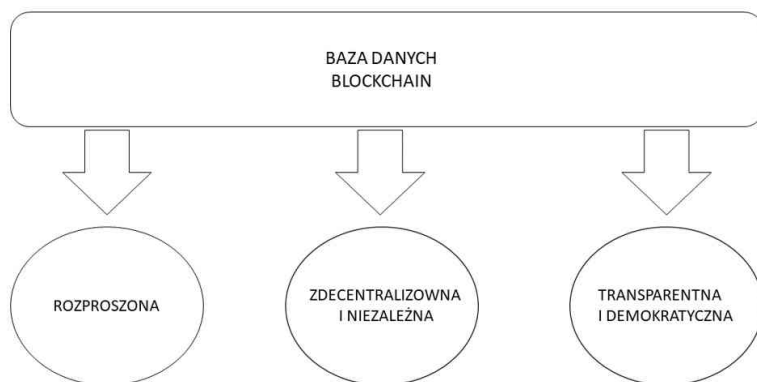 BAZA DANYCH
BLOCKCHAIN
ROZPROSZONA
ZDECENTRALIZOWNA
I NIEZALEŻNA
TRANSPARENTNA
I DEMOKRATYCZNA